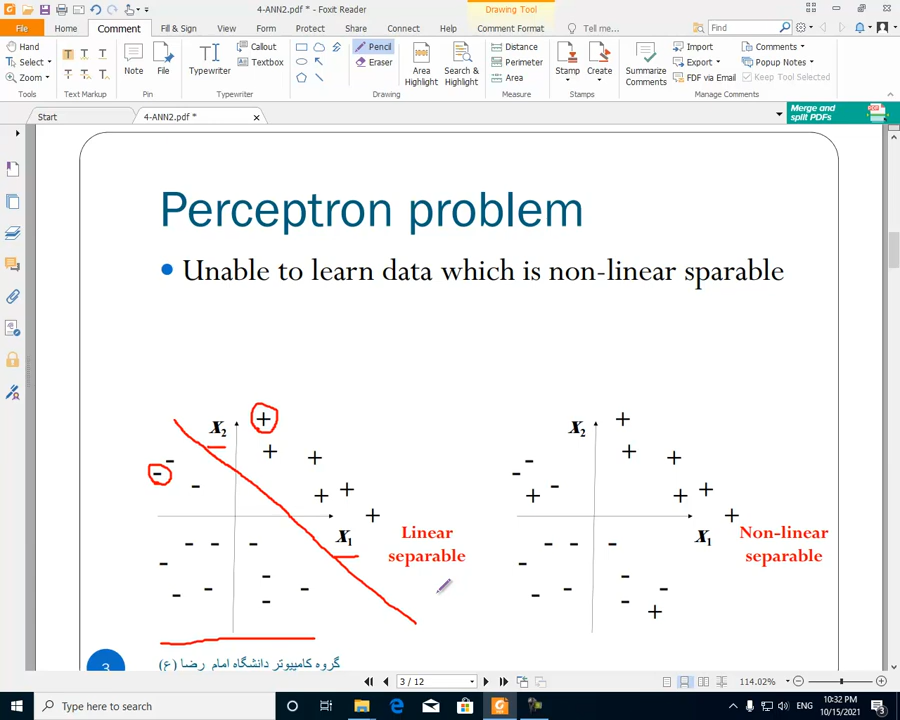 4-ANN2.pdf * - Foxit Reader
Drawing Tool
File Home Comment Fill & Sign View Form Protect Share Connect Help Comment Format Tell me... Find
Hand
Select
Zoom
Tools
T T T
T T T
Text Markup
Note File
Pin
Typewriter
Callout
Textbox
Typewriter
Pencil
Eraser
Drawing
Area Highlight
Search & Highlight
Distance
Perimeter
Area
Measure
Stamp Create
Stamps
Summarize Comments
Import
Export
FDF via Email
Comments
Popup Notes
Keep Tool Selected
Manage Comments
Start 4-ANN2.pdf *
Merge and split PDFs
PDF
Perceptron problem
Unable to learn data which is non-linear sparable
X2
X1
Linear
separable
X2
X1
Non-linear
separable
3
گروه کامپیوتر دانشگاه امام رضا (ع)
3 / 12
114.02%
Type here to search
ENG
10:32 PM
10/15/2021
3